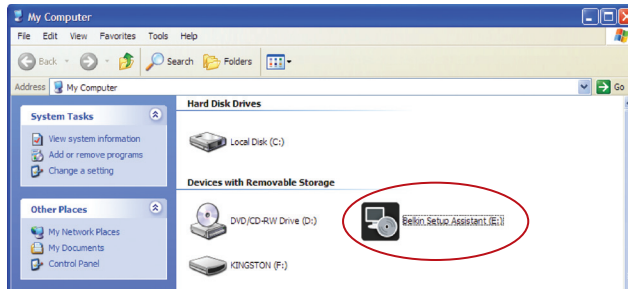 My Computer
File Edit View Favorites Tools Help
Back Search Folders
Address My Computer Go
System Tasks
View system information
Add or remove programs
Change a setting
Other Places
My Network Places
My Documents
Control Panel
Hard Disk Drives
Local Disk (C:)
Devices with Removable Storage
DVD/CD-RW Drive (D:)
Belkin Setup Assistant (E:)
KINGSTON (F:)